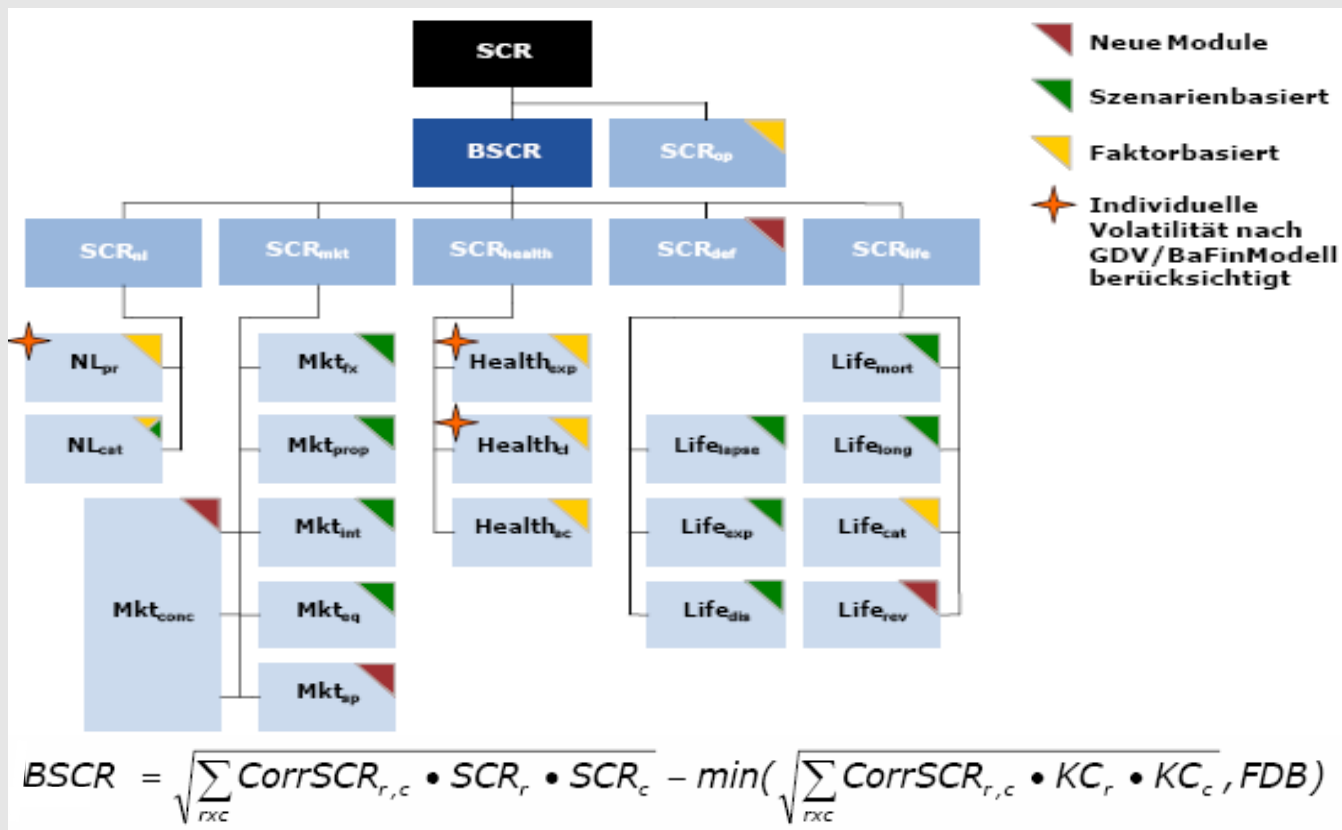 SCR
Neue Module
Szenarienbasiert
BSCR
SCRop
Faktorbasiert
Individuelle
Volatilität nach
GDV/BaFinModell
berücksichtigt
SCRnl
SCRmkt
SCRhealth
SCRdef
SCRlife
NLpr
Mktfx
Healthexp
Lifemort
NLcat
Mktprop
Healthcl
Lifelapse
Lifelong
Mktconc
Mktint
Healthac
Lifeexp
Lifecat
Mkteq
Lifedis
Liferev
Mktsp
BSCR = √∑rxc CorrSCRr,c • SCRr • SCRc − min(√∑rxc CorrSCRr,c • KCr • KCc, FDB)